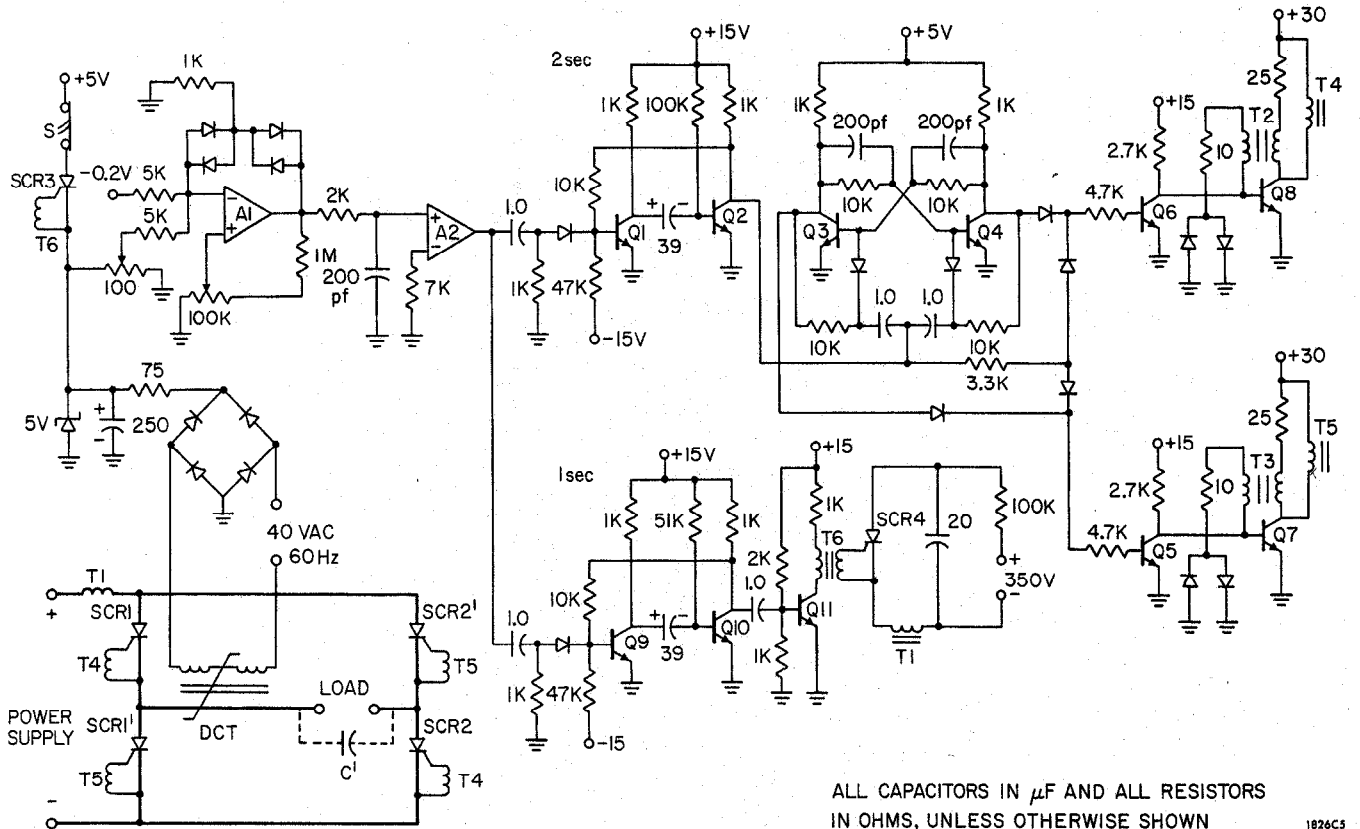 +5V
S
SCR3
T6
1K
-0.2V
5K
5K
100
100K
A1
-
+
2K
1M
200
pf
A2
+
-
7K
1.0
1K
2sec
+15V
1K
100K
1K
10K
Q1
+
-
39
Q2
47K
-15V
+5V
1K
1K
200pf
200pf
10K
10K
Q3
Q4
1.0
1.0
10K
10K
3.3K
4.7K
+15
2.7K
Q6
10
T2
+30
25
T4
Q8
75
5V
+
-
250
40 VAC
60Hz
1sec
+15V
1K
51K
1K
10K
1.0
1K
47K
-15
Q9
+
-
39
Q10
1.0
2K
1K
+15
1K
T6
Q11
SCR4
20
100K
+
350V
-
T1
4.7K
+15
2.7K
Q5
10
T3
+30
25
T5
Q7
T1
+
SCR1
T4
SCR2'
T5
POWER
SUPPLY
SCR1'
T5
DCT
LOAD
C'
SCR2
T4
-
ALL CAPACITORS IN μF AND ALL RESISTORS
IN OHMS, UNLESS OTHERWISE SHOWN
1826C5